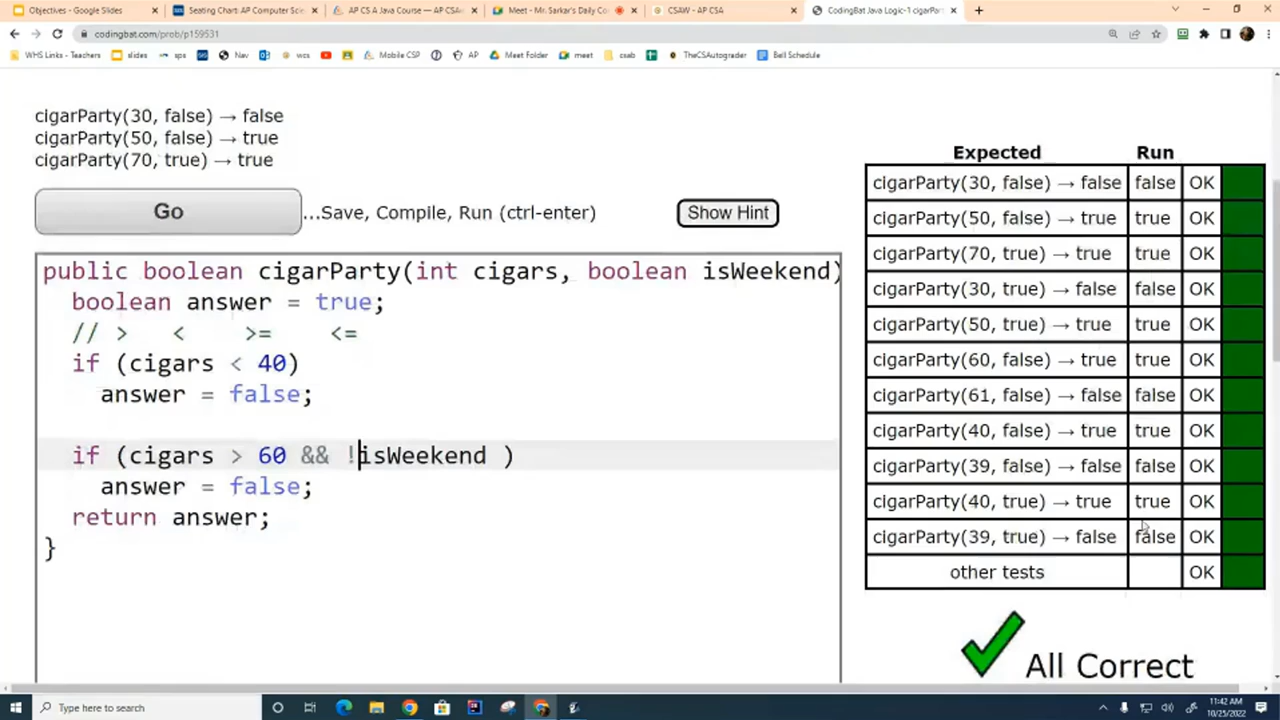 Objectives - Google Slides
Seating Chart: AP Computer Scien
AP CS A Java Course — AP CSAw
Meet - Mr. Sarkar's Daily Co
CSAW - AP CSA
CodingBat Java Logic-1 cigarPart
codingbat.com/prob/p159531
WHS Links - Teachers
slides
sps
Nav
wcs
Mobile CSP
AP
Meet Folder
meet
csab
TheCSAutograder
Bell Schedule
cigarParty(30, false) → false
cigarParty(50, false) → true
cigarParty(70, true) → true
Go
...Save, Compile, Run (ctrl-enter)
Show Hint
public boolean cigarParty(int cigars, boolean isWeekend)
boolean answer = true;
// > < >= <=
if (cigars < 40)
answer = false;
if (cigars > 60 && !isWeekend )
answer = false;
return answer;
}
Expected Run
cigarParty(30, false) → false false OK
cigarParty(50, false) → true true OK
cigarParty(70, true) → true true OK
cigarParty(30, true) → false false OK
cigarParty(50, true) → true true OK
cigarParty(60, false) → true true OK
cigarParty(61, false) → false false OK
cigarParty(40, false) → true true OK
cigarParty(39, false) → false false OK
cigarParty(40, true) → true true OK
cigarParty(39, true) → false false OK
other tests OK
All Correct
Type here to search
11:42 AM
10/25/2022